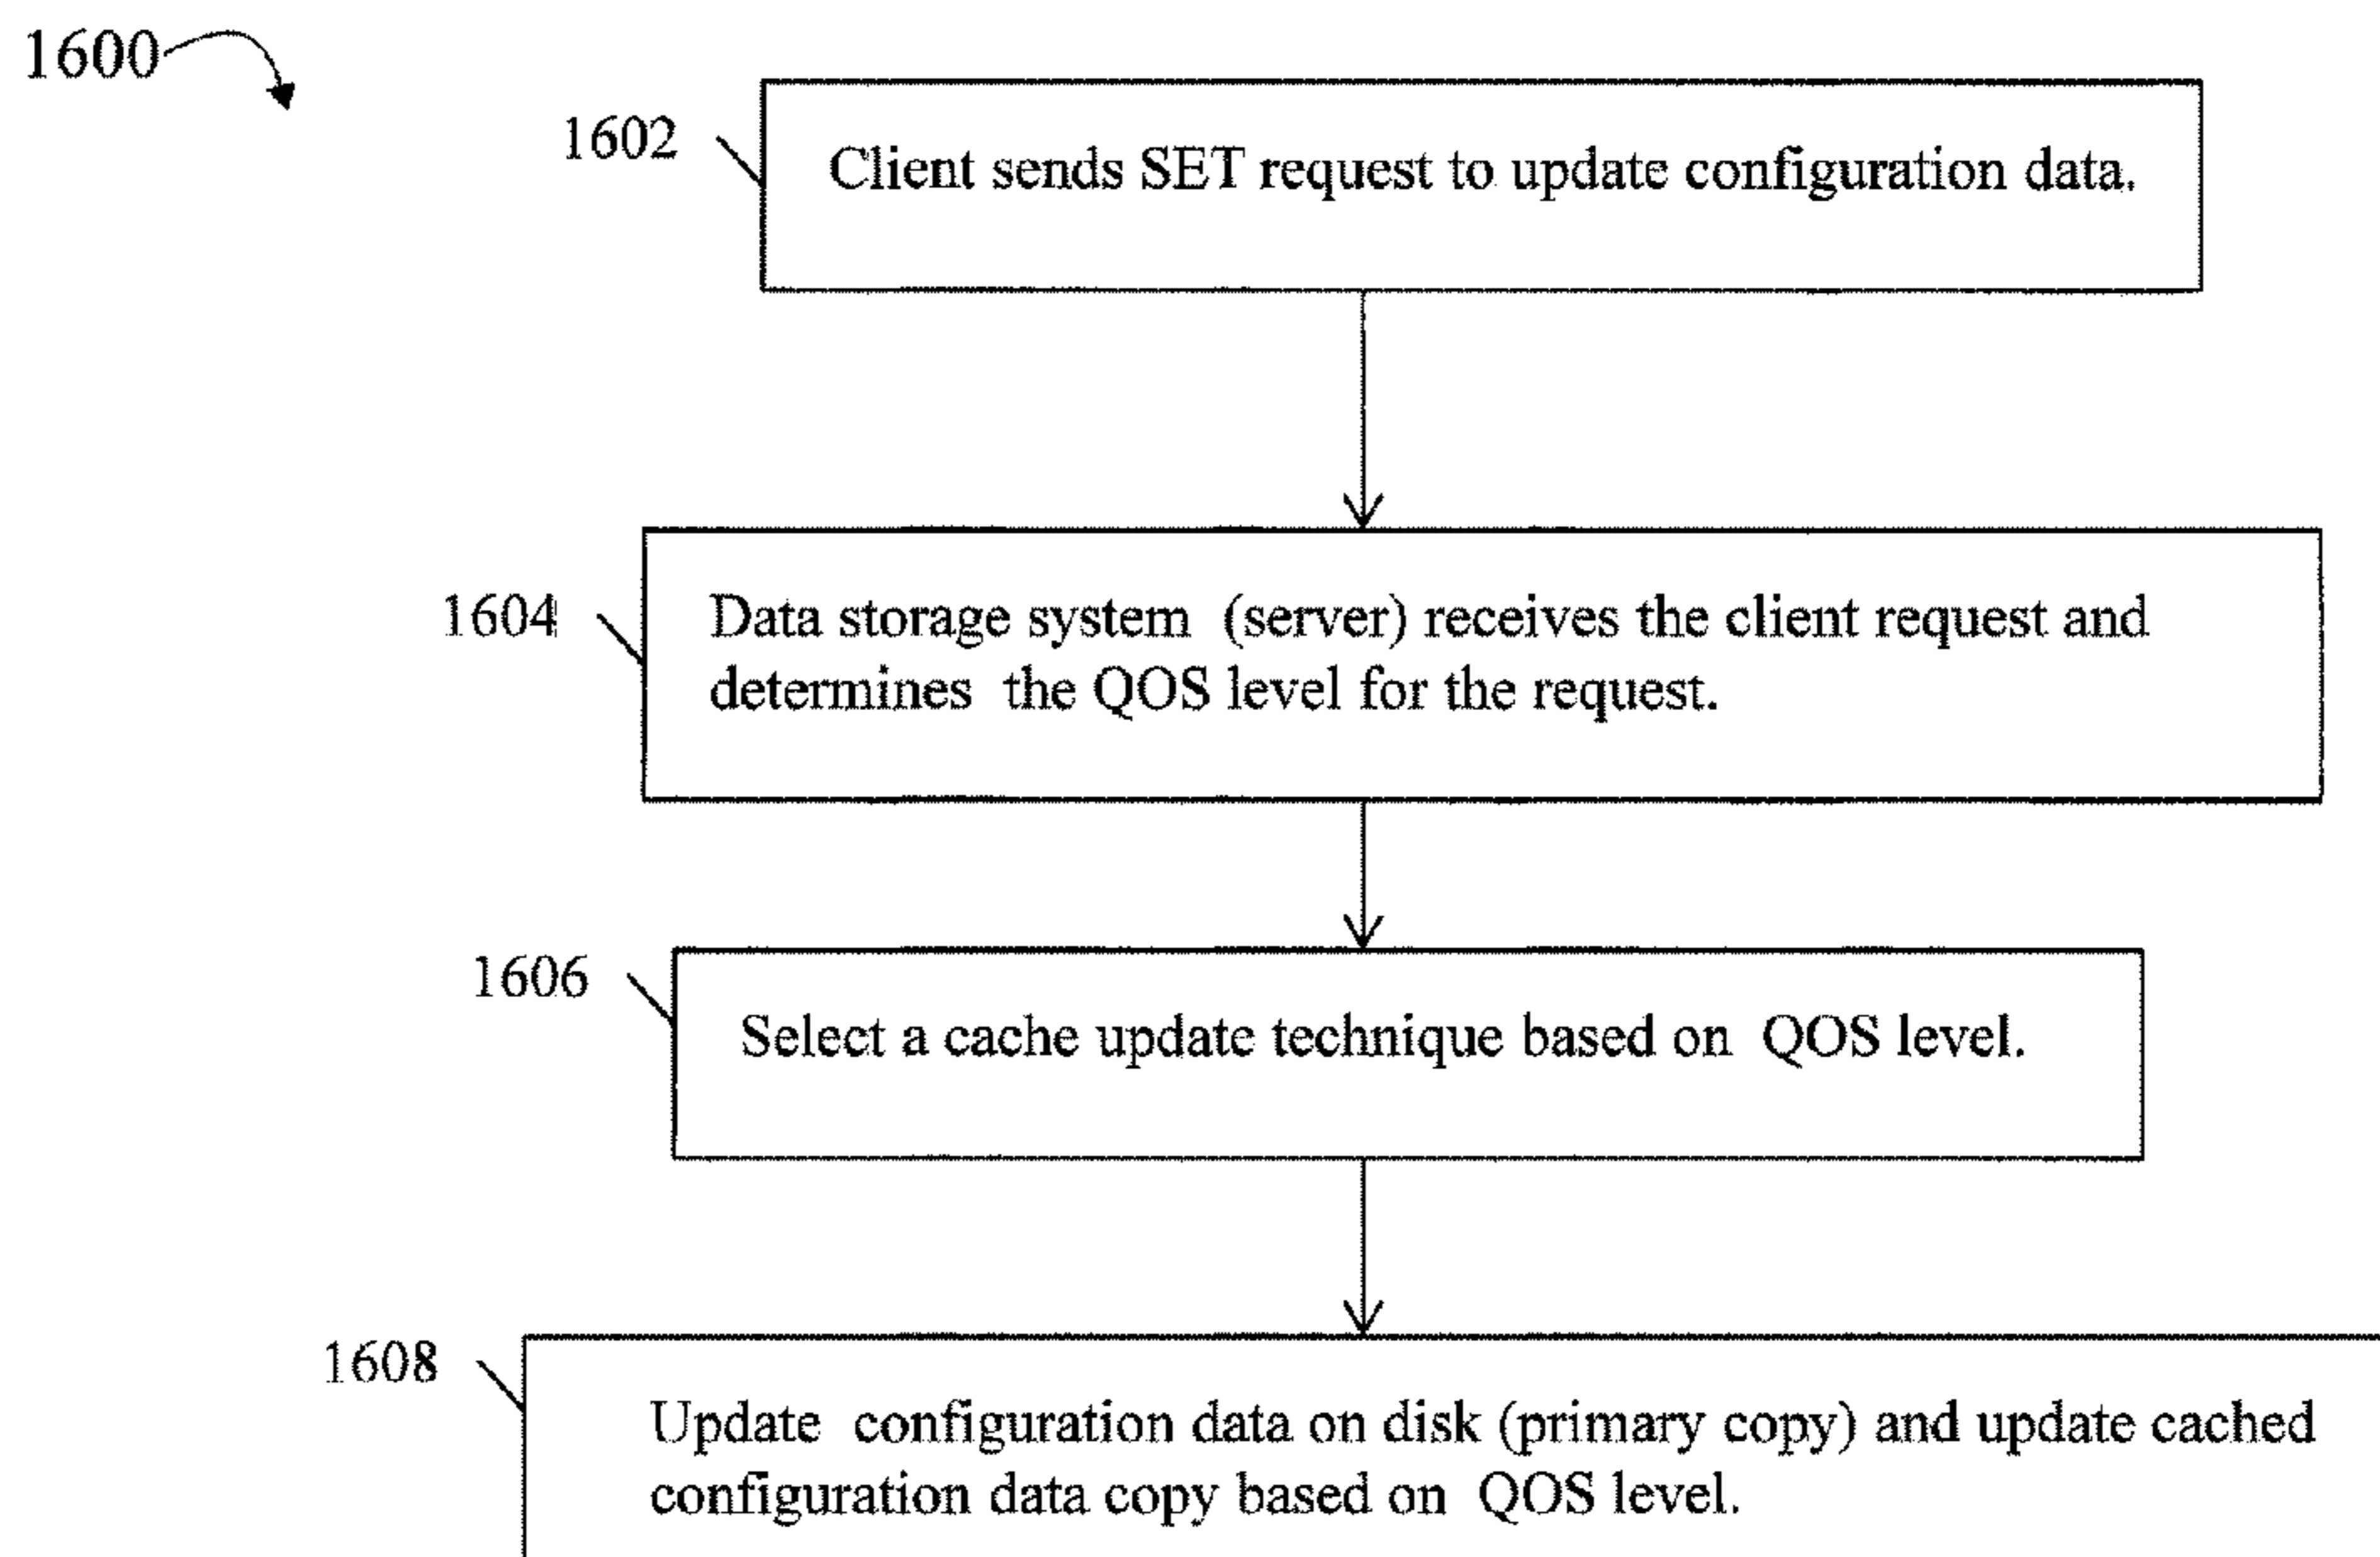 1600
1602
Client sends SET request to update configuration data.
1604
Data storage system (server) receives the client request and
determines the QOS level for the request.
1606
Select a cache update technique based on QOS level.
1608
Update configuration data on disk (primary copy) and update cached
configuration data copy based on QOS level.